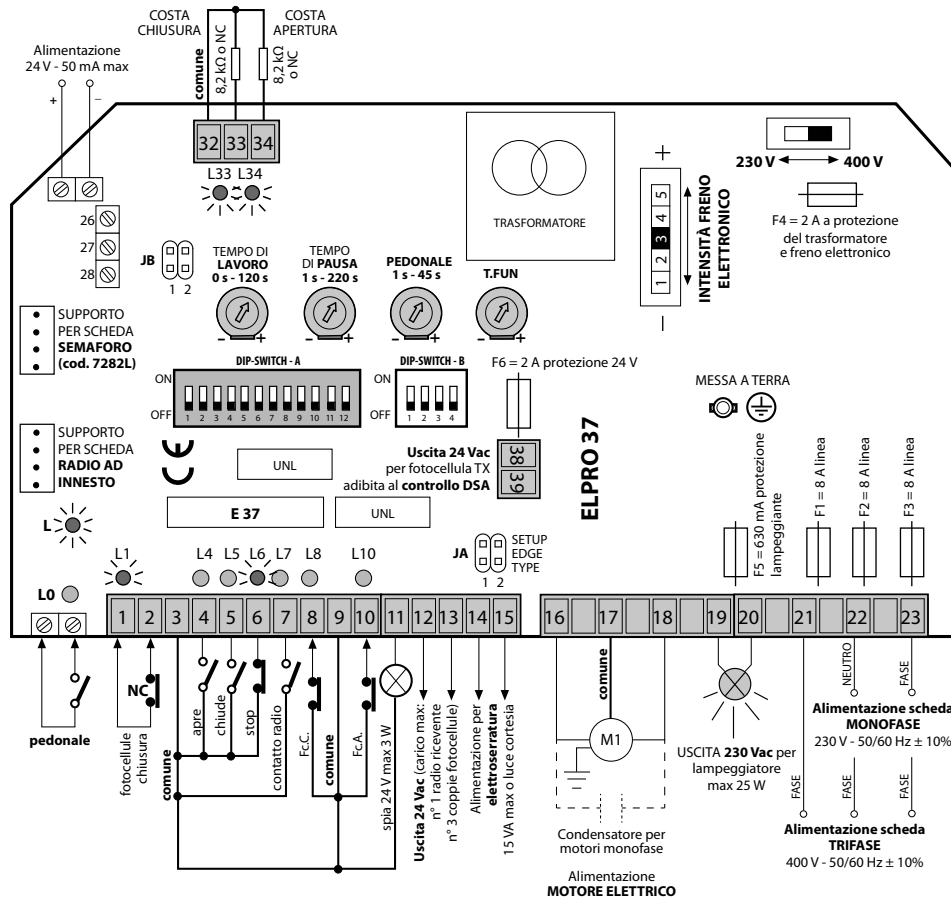 COSTA
CHIUSURA
COSTA
APERTURA
Alimentazione
24 V - 50 mA max
+
–
comune
8,2 kΩ o NC
8,2 kΩ
o NC
32 33 34
L33 L34
26
27
28
JB
1 2
TEMPO DI
LAVORO
0 s - 120 s
- +
TEMPO
DI PAUSA
1 s - 220 s
- +
PEDONALE
1 s - 45 s
- +
T.FUN
- +
TRASFORMATORE
+
1 2 3 4 5
–
INTENSITÀ FRENO
ELETTRONICO
230 V 400 V
F4 = 2 A a protezione
del trasformatore
e freno elettronico
SUPPORTO
PER SCHEDA
SEMAFORO
(cod. 7282L)
DIP-SWITCH - A
ON
OFF
1 2 3 4 5 6 7 8 9 10 11 12
DIP-SWITCH - B
ON
OFF
1 2 3 4
F6 = 2 A protezione 24 V
MESSA A TERRA
SUPPORTO
PER SCHEDA
RADIO AD
INNESTO
CE
UNL
Uscita 24 Vac
per fotocellula TX
adibita al controllo DSA
38
39
ELPRO 37
E 37
UNL
L
L0
L1
L4 L5 L6 L7 L8
L10
JA
1 2
SETUP
EDGE
TYPE
F5 = 630 mA protezione
lampeggiante
F1 = 8 A linea
F2 = 8 A linea
F3 = 8 A linea
1 2 3 4 5 6 7 8 9 10 11 12 13 14 15
16 17 18 19 20 21 22 23
pedonale
NC
fotocellule
chiusura
comune
apre
chiude
stop
contatto radio
Fc.C.
comune
Fc.A.
spia 24 V max 3 W
Uscita 24 Vac (carico max:
n° 1 radio ricevente
n° 3 coppie fotocellule)
Alimentazione per
elettroserratura
15 VA max o luce cortesia
comune
M1
Condensatore per
motori monofase
Alimentazione
MOTORE ELETTRICO
USCITA 230 Vac per
lampeggiatore
max 25 W
NEUTRO
FASE
Alimentazione scheda
MONOFASE
230 V - 50/60 Hz ± 10%
FASE
FASE
FASE
Alimentazione scheda
TRIFASE
400 V - 50/60 Hz ± 10%